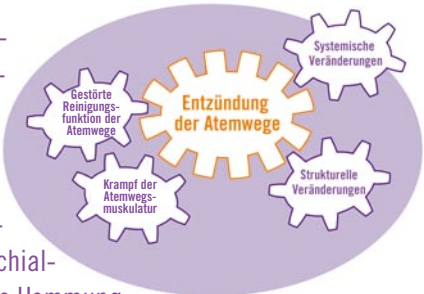 Systemische
Veränderungen
Entzündung
der Atemwege
Gestörte
Reinigungs-
funktion der
Atemwege
Krampf der
Atemwegs-
muskulatur
Strukturelle
Veränderungen
chial-